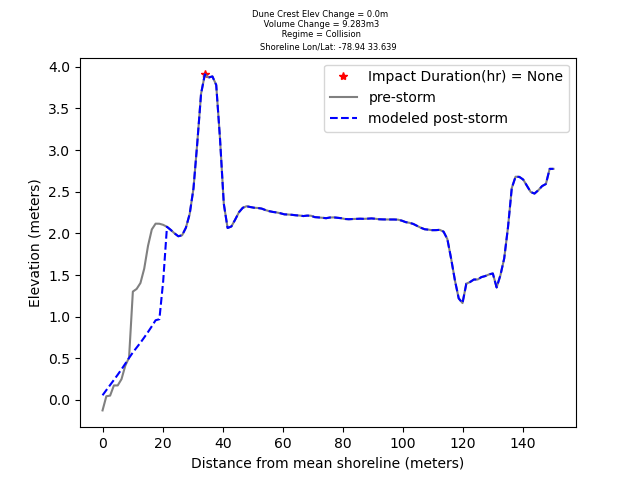 Dune Crest Elev Change = 0.0m
Volume Change = 9.283m3
Regime = Collision
Shoreline Lon/Lat: -78.94 33.639
Impact Duration(hr) = None
pre-storm
modeled post-storm
Elevation (meters)
4.0
3.5
3.0
2.5
2.0
1.5
1.0
0.5
0.0
0 20 40 60 80 100 120 140
Distance from mean shoreline (meters)